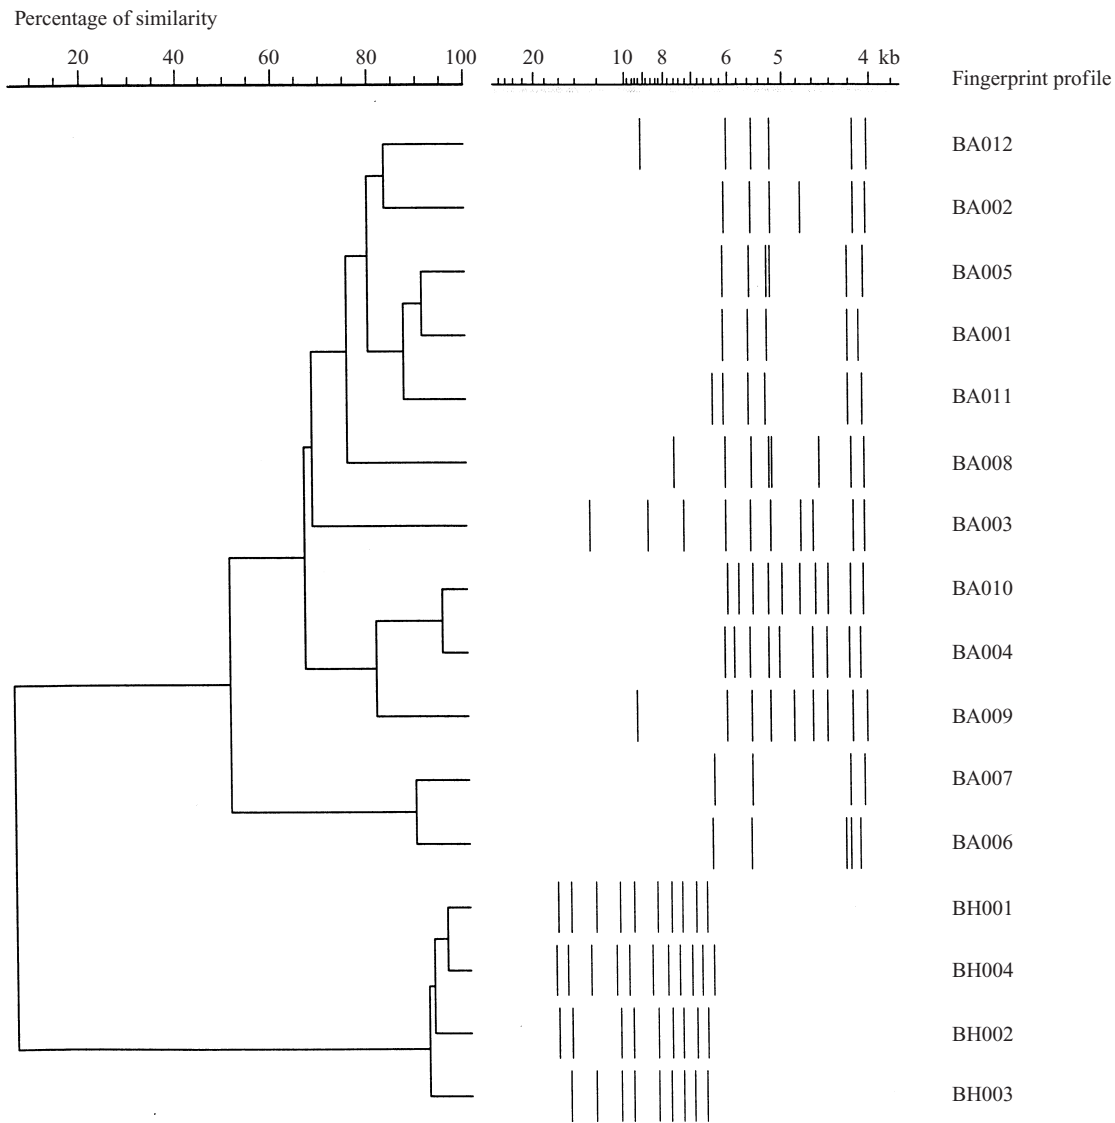 Percentage of similarity
20 40 60 80 100 20 10 8 6 5 4 kb
Fingerprint profile
BA012
BA002
BA005
BA001
BA011
BA008
BA003
BA010
BA004
BA009
BA007
BA006
BH001
BH004
BH002
BH003